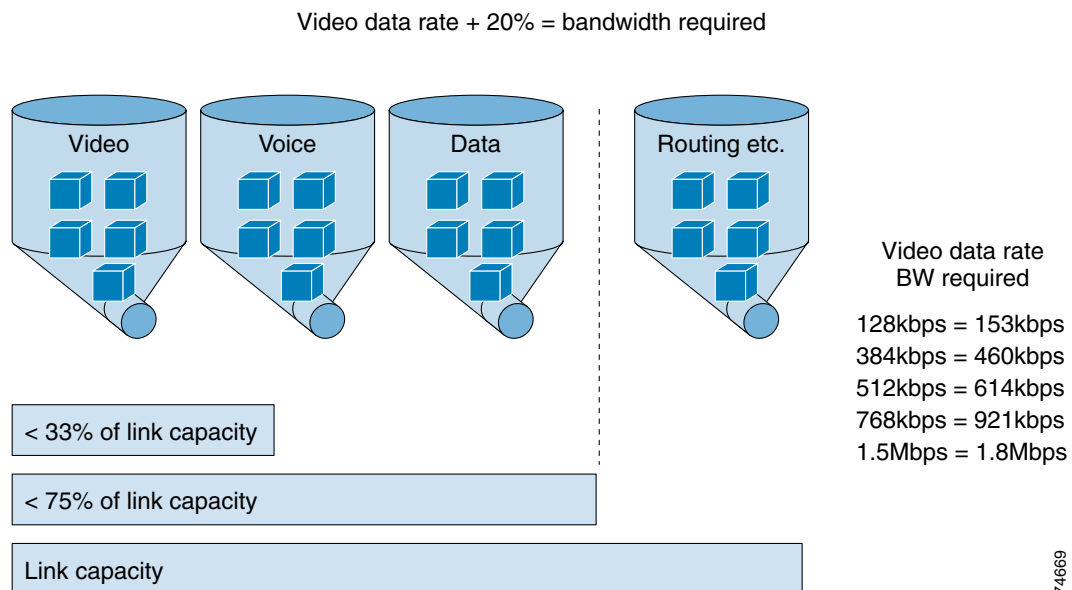 Video data rate + 20% = bandwidth required
Video
Voice
Data
Routing etc.
Video data rate
BW required
128kbps = 153kbps
384kbps = 460kbps
512kbps = 614kbps
768kbps = 921kbps
1.5Mbps = 1.8Mbps
< 33% of link capacity
< 75% of link capacity
Link capacity